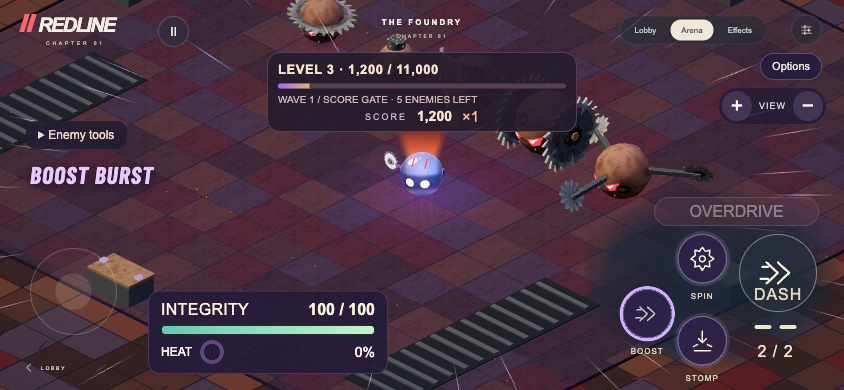 REDLINE
CHAPTER 01
THE FOUNDRY
CHAPTER 01
Lobby
Arena
Effects
LEVEL 3 · 1,200 / 11,000
WAVE 1 / SCORE GATE · 5 ENEMIES LEFT
SCORE 1,200 ×1
Options
+ VIEW −
Enemy tools
BOOST BURST
OVERDRIVE
SPIN
DASH
BOOST
STOMP
2 / 2
INTEGRITY 100 / 100
HEAT 0%
LOBBY